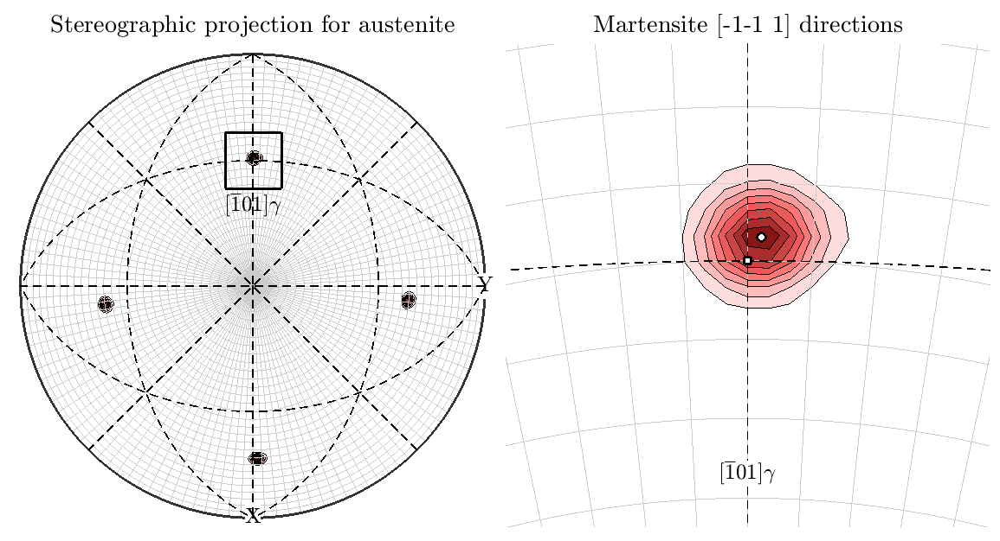 Stereographic projection for austenite
Martensite [-1-1 1] directions
[1̅01]γ
Y
X
[1̅01]γ